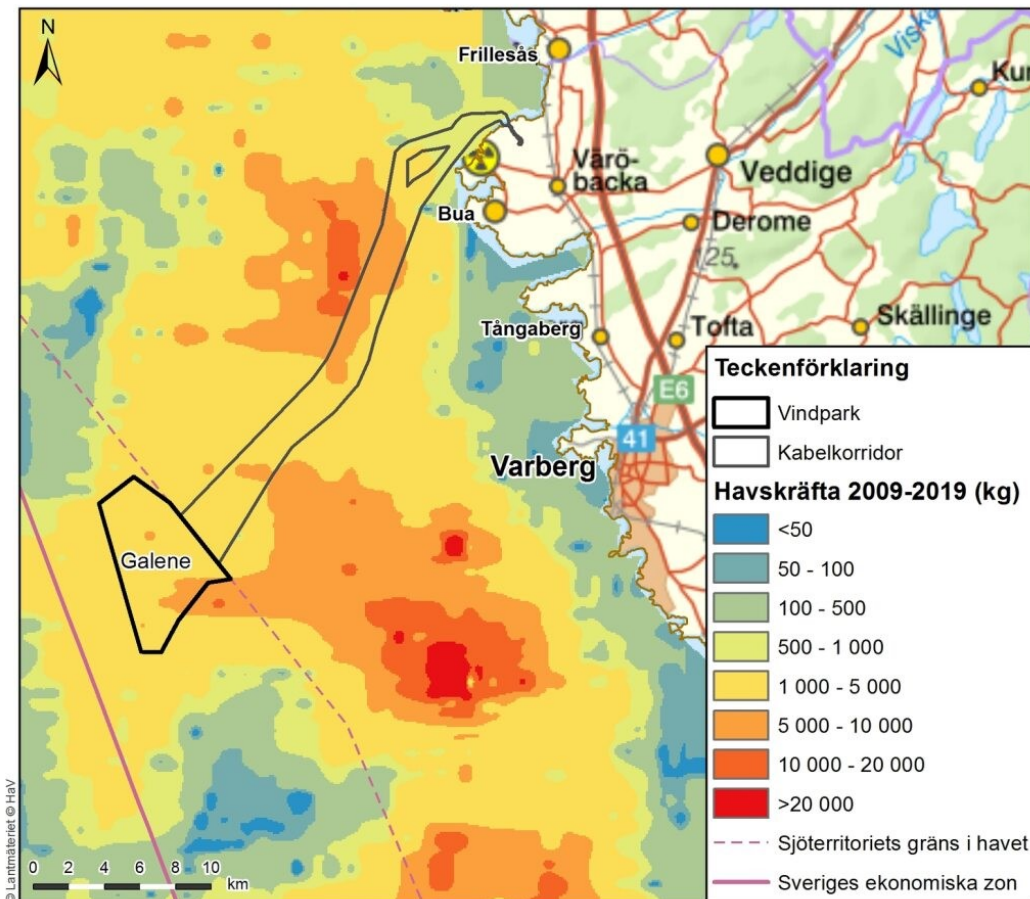 N
Frillesås
Viska
Kun
Värö-
backa
Veddige
Bua
Derome
125
Tångaberg
Tofta
Skällinge
E6
41
Varberg
Galene
Teckenförklaring
Vindpark
Kabelkorridor
Havskräfta 2009-2019 (kg)
<50
50 - 100
100 - 500
500 - 1 000
1 000 - 5 000
5 000 - 10 000
10 000 - 20 000
>20 000
Sjöterritoriets gräns i havet
Sveriges ekonomiska zon
0 2 4 6 8 10
km
© Lantmäteriet © HaV